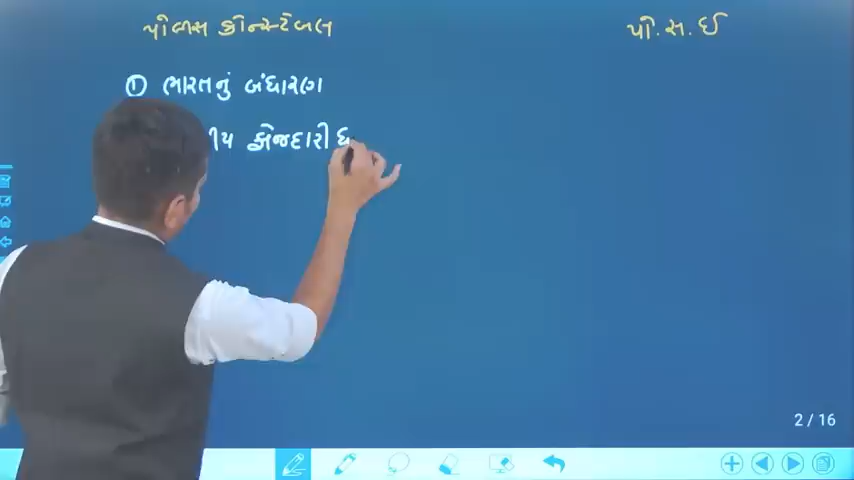 પોલીસ કોન્સ્ટેબલ
પી.સ.ઈ
① ભારતનું બંધારણ
ફોજદારી
2 / 16